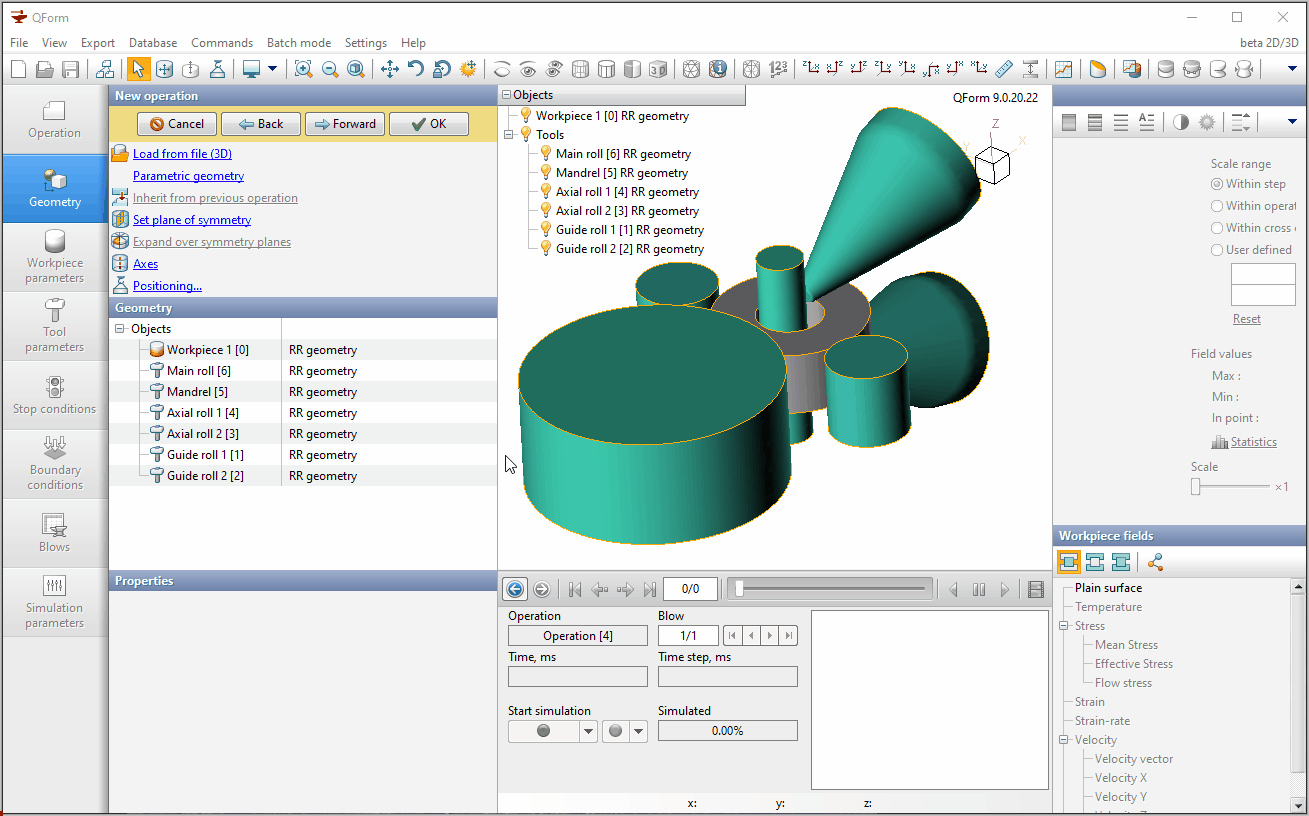 QForm
File View Export Database Commands Batch mode Settings Help
beta 2D/3D
Operation
Geometry
Workpiece
parameters
Tool
parameters
Stop conditions
Boundary
conditions
Blows
Simulation
parameters
New operation
Cancel Back Forward OK
Load from file (3D)
Parametric geometry
Inherit from previous operation
Set plane of symmetry
Expand over symmetry planes
Axes
Positioning...
Geometry
Objects
Workpiece 1 [0] RR geometry
Main roll [6] RR geometry
Mandrel [5] RR geometry
Axial roll 1 [4] RR geometry
Axial roll 2 [3] RR geometry
Guide roll 1 [1] RR geometry
Guide roll 2 [2] RR geometry
Properties
Objects
Workpiece 1 [0] RR geometry
Tools
Main roll [6] RR geometry
Mandrel [5] RR geometry
Axial roll 1 [4] RR geometry
Axial roll 2 [3] RR geometry
Guide roll 1 [1] RR geometry
Guide roll 2 [2] RR geometry
QForm 9.0.20.22
Z
X
Y
0/0
Operation Blow
Operation [4] 1/1
Time, ms Time step, ms
Start simulation Simulated
0.00%
x: y: z:
Scale range
Within step
Within operat
Within cross
User defined
Reset
Field values
Max :
Min :
In point :
Statistics
Scale
×1
Workpiece fields
Plain surface
Temperature
Stress
Mean Stress
Effective Stress
Flow stress
Strain
Strain-rate
Velocity
Velocity vector
Velocity X
Velocity Y